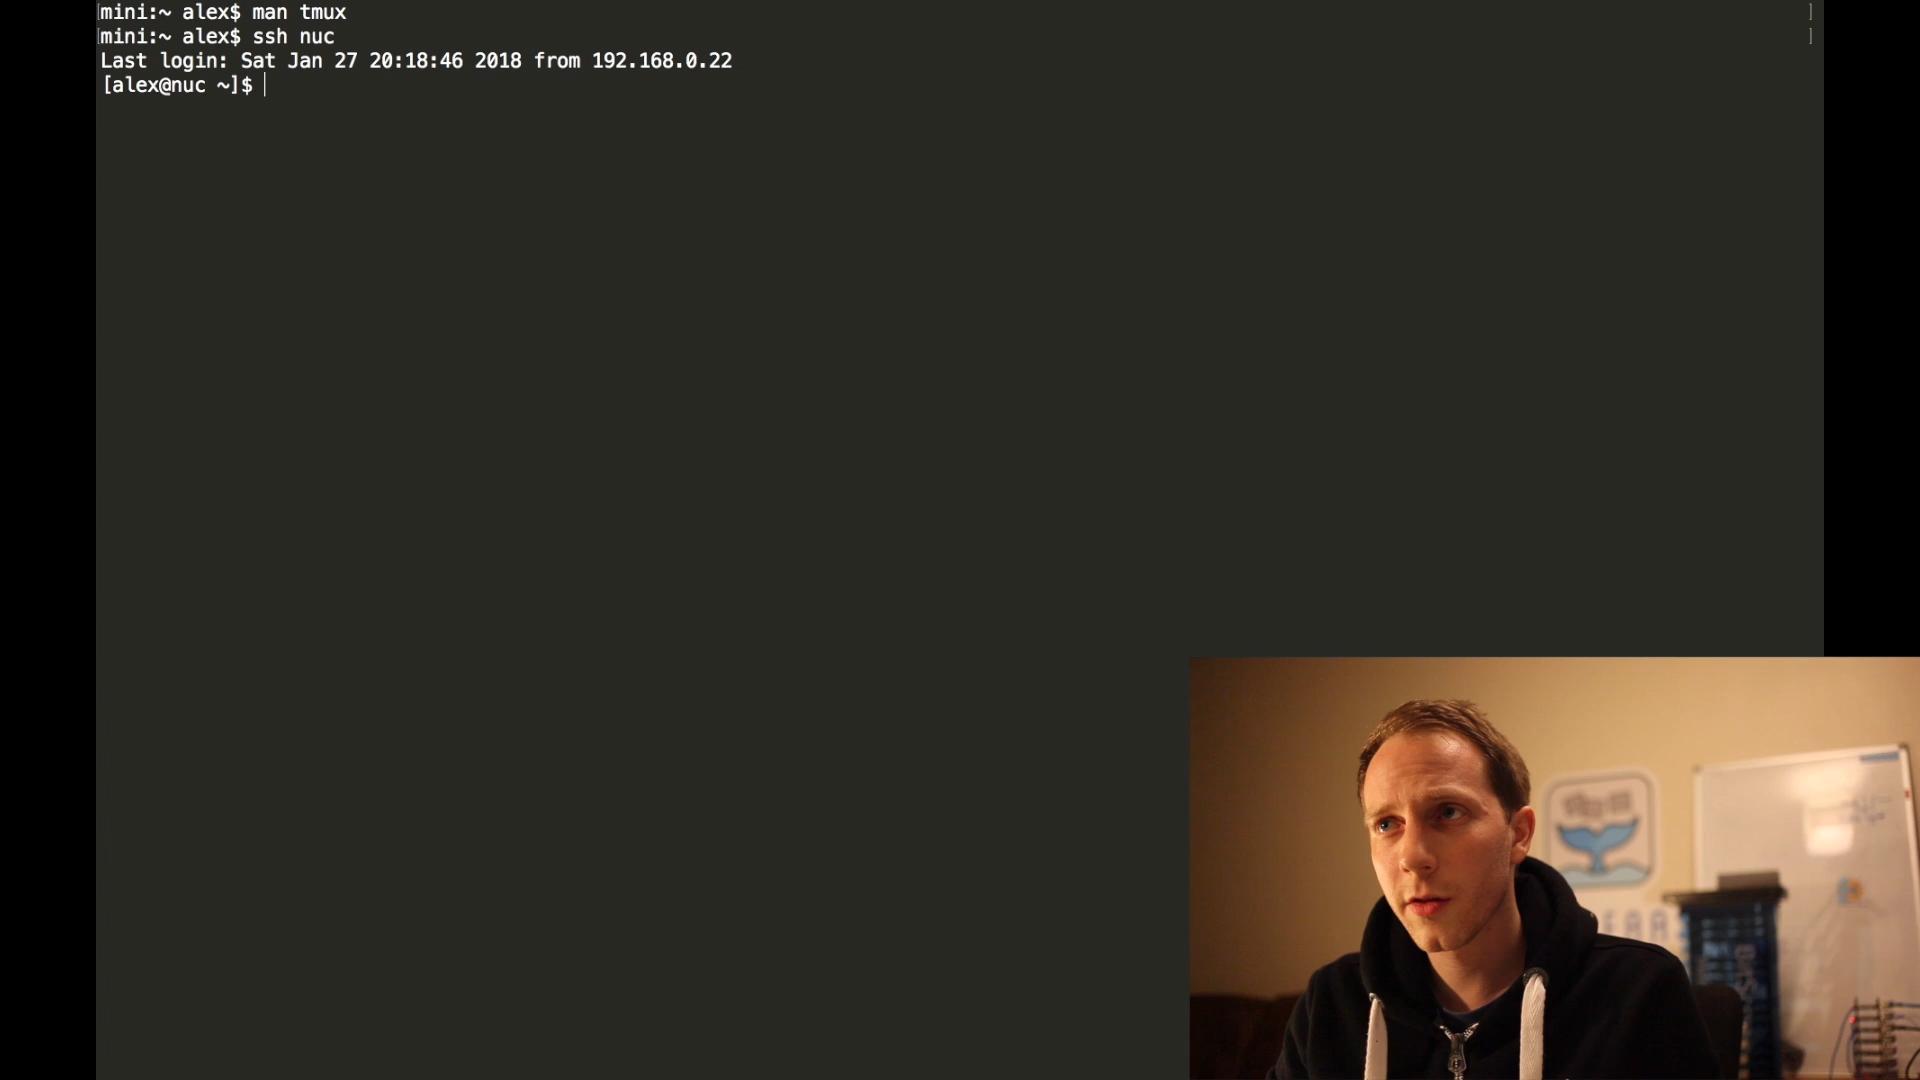 mini:~ alex$ man tmux
mini:~ alex$ ssh nuc
Last login: Sat Jan 27 20:18:46 2018 from 192.168.0.22
[alex@nuc ~]$